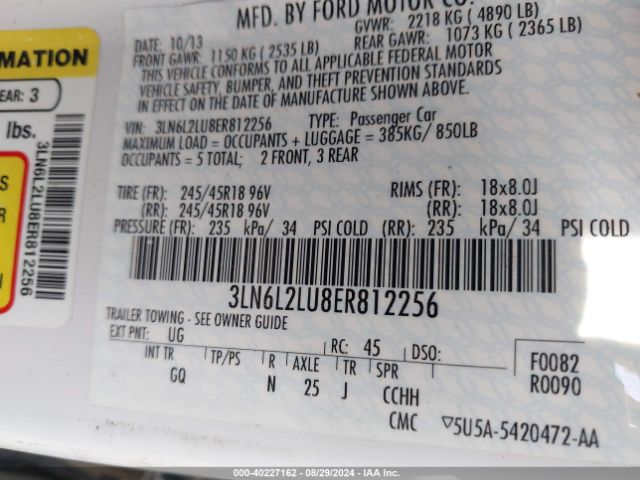 MFD. BY FORD MOTOR CO.
DATE: 10/13
GVWR: 2218 KG ( 4890 LB)
FRONT GAWR: 1150 KG ( 2535 LB)
REAR GAWR: 1073 KG ( 2365 LB)
THIS VEHICLE CONFORMS TO ALL APPLICABLE FEDERAL MOTOR
VEHICLE SAFETY, BUMPER, AND THEFT PREVENTION STANDARDS
IN EFFECT ON THE DATE OF MANUFACTURE SHOWN ABOVE.
VIN: 3LN6L2LU8ER812256
TYPE: Passenger Car
MAXIMUM LOAD = OCCUPANTS + LUGGAGE = 385KG/ 850LB
OCCUPANTS = 5 TOTAL; 2 FRONT, 3 REAR
TIRE (FR): 245/45R18 96V RIMS (FR): 18x8.0J
(RR): 245/45R18 96V (RR): 18x8.0J
PRESSURE (FR): 235 kPa/ 34 PSI COLD (RR): 235 kPa/ 34 PSI COLD
3LN6L2LU8ER812256
TRAILER TOWING - SEE OWNER GUIDE
EXT PNT: UG RC: 45 DSO:
INT TR TP/PS R AXLE TR SPR
GQ N 25 J CCHH
F0082
R0090
CMC ▽5U5A-5420472-AA
MATION
EAR: 3
lbs.
3LN6L2LU8ER812256
S
R
N
000-40227162 - 08/29/2024 - IAA, Inc.